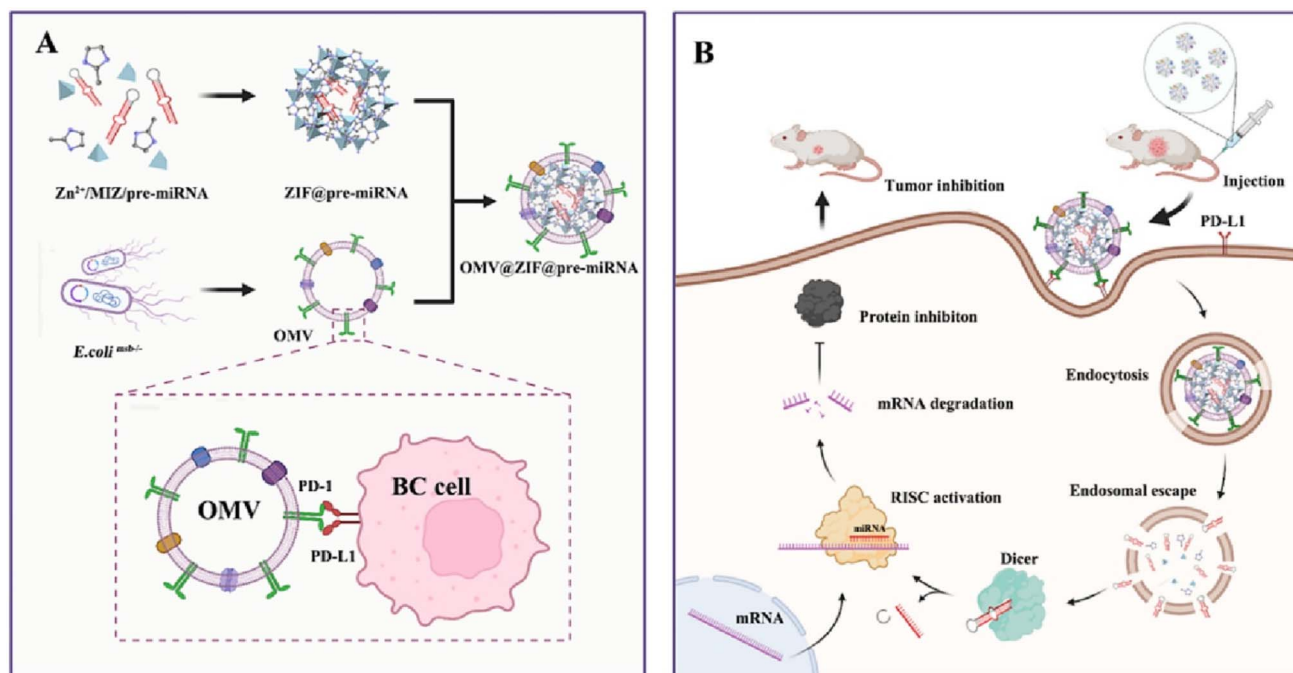 A
Zn²⁺/MIZ/pre-miRNA
ZIF@pre-miRNA
OMV@ZIF@pre-miRNA
E.coli msb-/-
OMV
OMV
PD-1
PD-L1
BC cell
B
Tumor inhibition
Injection
PD-L1
Protein inhibiton
Endocytosis
mRNA degradation
Endosomal escape
RISC activation
miRNA
Dicer
mRNA